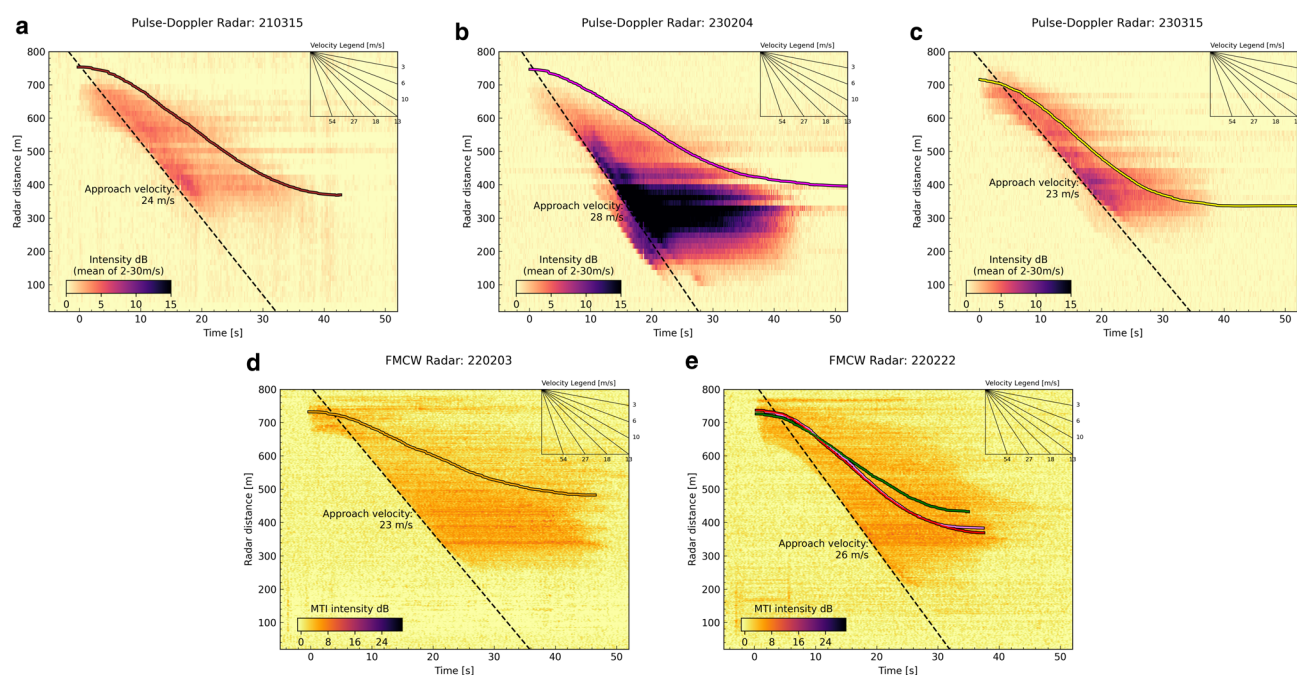 a
Pulse-Doppler Radar: 210315
Velocity Legend [m/s]
3
6
10
54 27 18 13
800
700
600
500
400
300
200
100
Radar distance [m]
Approach velocity:
24 m/s
Intensity dB
(mean of 2-30m/s)
0 5 10 15
0 10 20 30 40 50
Time [s]
b
Pulse-Doppler Radar: 230204
Velocity Legend [m/s]
3
6
10
54 27 18 13
800
700
600
500
400
300
200
100
Radar distance [m]
Approach velocity:
28 m/s
Intensity dB
(mean of 2-30m/s)
0 5 10 15
0 10 20 30 40 50
Time [s]
c
Pulse-Doppler Radar: 230315
Velocity Legend [m/s]
3
6
10
54 27 18 13
800
700
600
500
400
300
200
100
Radar distance [m]
Approach velocity:
23 m/s
Intensity dB
(mean of 2-30m/s)
0 5 10 15
0 10 20 30 40 50
Time [s]
d
FMCW Radar: 220203
Velocity Legend [m/s]
3
6
10
54 27 18 13
800
700
600
500
400
300
200
100
Radar distance [m]
Approach velocity:
23 m/s
MTI intensity dB
0 8 16 24
0 10 20 30 40 50
Time [s]
e
FMCW Radar: 220222
Velocity Legend [m/s]
3
6
10
54 27 18 13
800
700
600
500
400
300
200
100
Radar distance [m]
Approach velocity:
26 m/s
MTI intensity dB
0 8 16 24
0 10 20 30 40 50
Time [s]